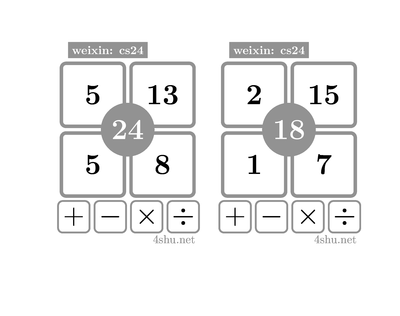 weixin: cs24 weixin: cs24
5 13 2 15
24 18
5 8 1 7
+ − × ÷ + − × ÷
4shu.net 4shu.net